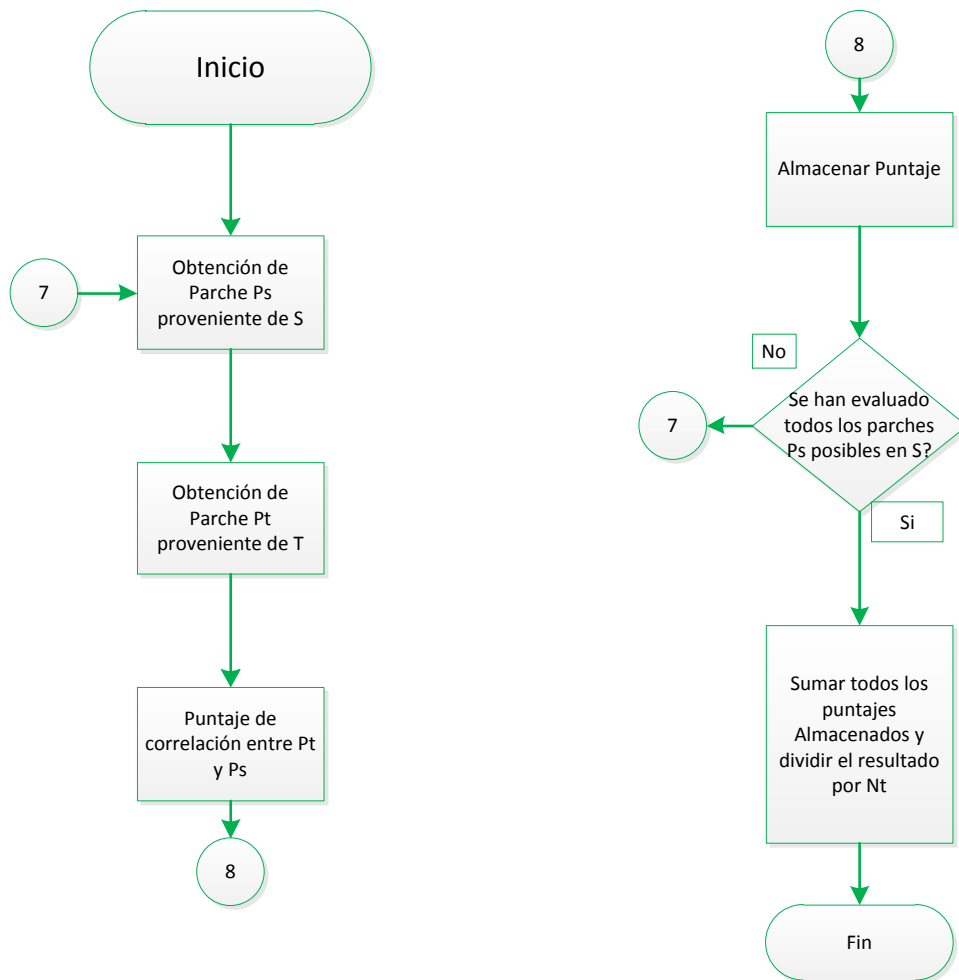 Inicio
7
Obtención de
Parche Ps
proveniente de S
Obtención de
Parche Pt
proveniente de T
Puntaje de
correlación entre Pt
y Ps
8
8
Almacenar Puntaje
No
Se han evaluado
todos los parches
Ps posibles en S?
7
Si
Sumar todos los
puntajes
Almacenados y
dividir el resultado
por Nt
Fin